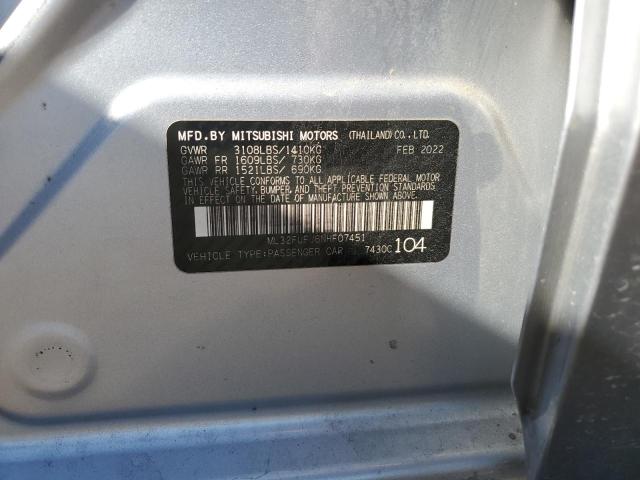 MFD.BY MITSUBISHI MOTORS (THAILAND) CO., LTD.
GVWR 3108LBS/1410KG FEB 2022
GAWR FR 1609LBS/ 730KG
GAWR RR 1521LBS/ 690KG
THIS VEHICLE CONFORMS TO ALL APPLICABLE FEDERAL MOTOR
VEHICLE SAFETY, BUMPER, AND THEFT PREVENTION STANDARDS
IN EFFECT ON THE DATE OF MANUFACTURE SHOWN ABOVE.
ML32FUFJ6NHF07451
VEHICLE TYPE:PASSENGER CAR 7430C 104